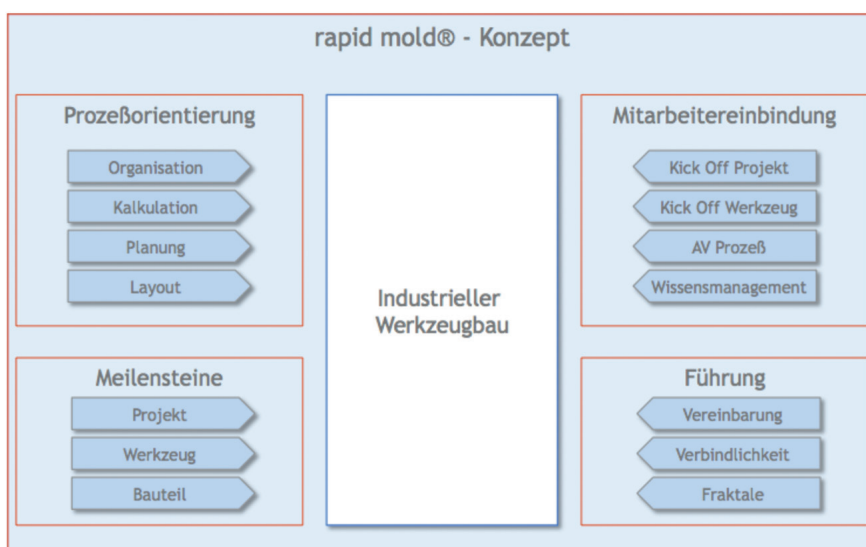 rapid mold® - Konzept
Prozeßorientierung
Organisation
Kalkulation
Planung
Layout
Meilensteine
Projekt
Werkzeug
Bauteil
Industrieller
Werkzeugbau
Mitarbeitereinbindung
Kick Off Projekt
Kick Off Werkzeug
AV Prozeß
Wissensmanagement
Führung
Vereinbarung
Verbindlichkeit
Fraktale